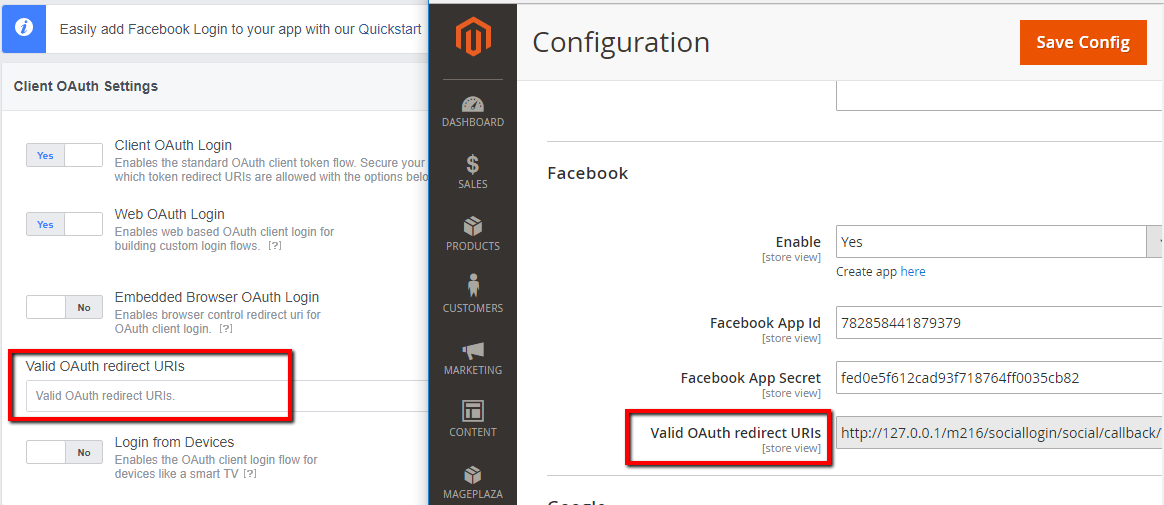 Easily add Facebook Login to your app with our Quickstart
Client OAuth Settings
Yes
Client OAuth Login
Enables the standard OAuth client token flow. Secure your
which token redirect URIs are allowed with the options belo
Yes
Web OAuth Login
Enables web based OAuth client login for
building custom login flows. [?]
No
Embedded Browser OAuth Login
Enables browser control redirect uri for
OAuth client login. [?]
Valid OAuth redirect URIs
Valid OAuth redirect URIs.
No
Login from Devices
Enables the OAuth client login flow for
devices like a smart TV [?]
DASHBOARD
SALES
PRODUCTS
CUSTOMERS
MARKETING
CONTENT
MAGEPLAZA
Configuration
Save Config
Facebook
Enable
[store view]
Yes
Create app here
Facebook App Id
[store view]
782858441879379
Facebook App Secret
[store view]
fed0e5f612cad93f718764ff0035cb82
Valid OAuth redirect URIs
[store view]
http://127.0.0.1/m216/sociallogin/social/callback/
Google